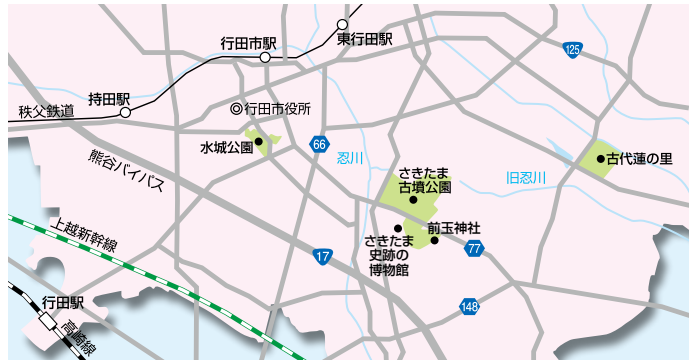 東行田駅
行田市駅
125
持田駅
秩父鉄道
◎行田市役所
水城公園
66
忍川
古代蓮の里
熊谷バイパス
さきたま
古墳公園
旧忍川
上越新幹線
さきたま
史跡の
博物館
前玉神社
77
17
行田駅
高崎線
148